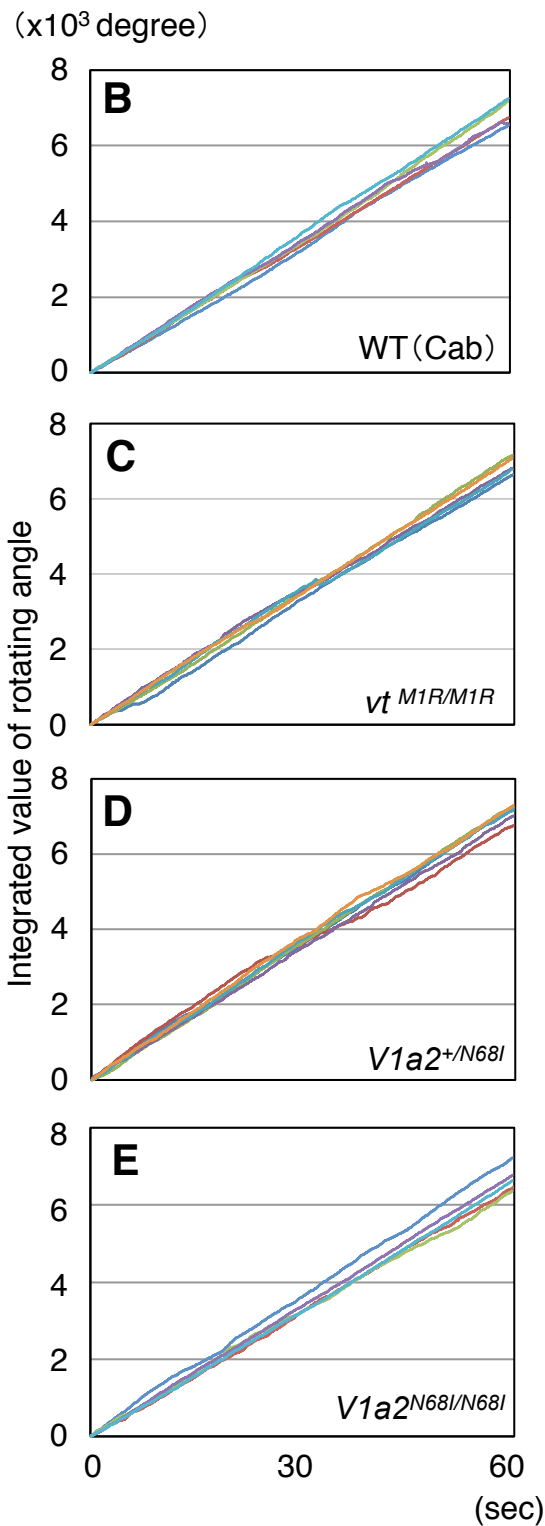 （x10³ degree）
8
B
6
4
2
WT（Cab）
0
8
C
6
4
2
vt M1R/M1R
0
Integrated value of rotating angle
8
D
6
4
2
V1a2+/N68I
0
8
E
6
4
2
V1a2N68I/N68I
0
0 30 60
(sec)